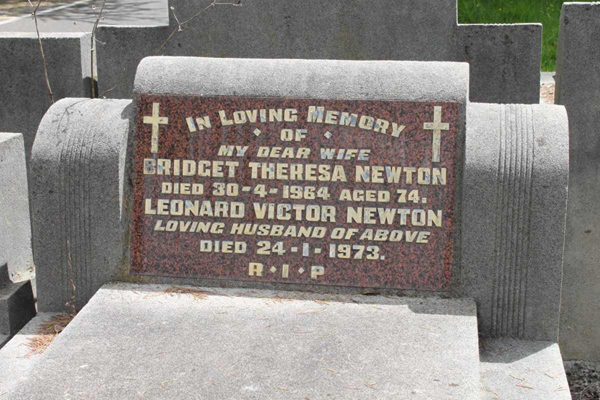 IN LOVING MEMORY
OF
MY DEAR WIFE
BRIDGET THERESA NEWTON
DIED 30-4-1964 AGED 74.
LEONARD VICTOR NEWTON
LOVING HUSBAND OF ABOVE
DIED 24-1-1973.
R · I · P